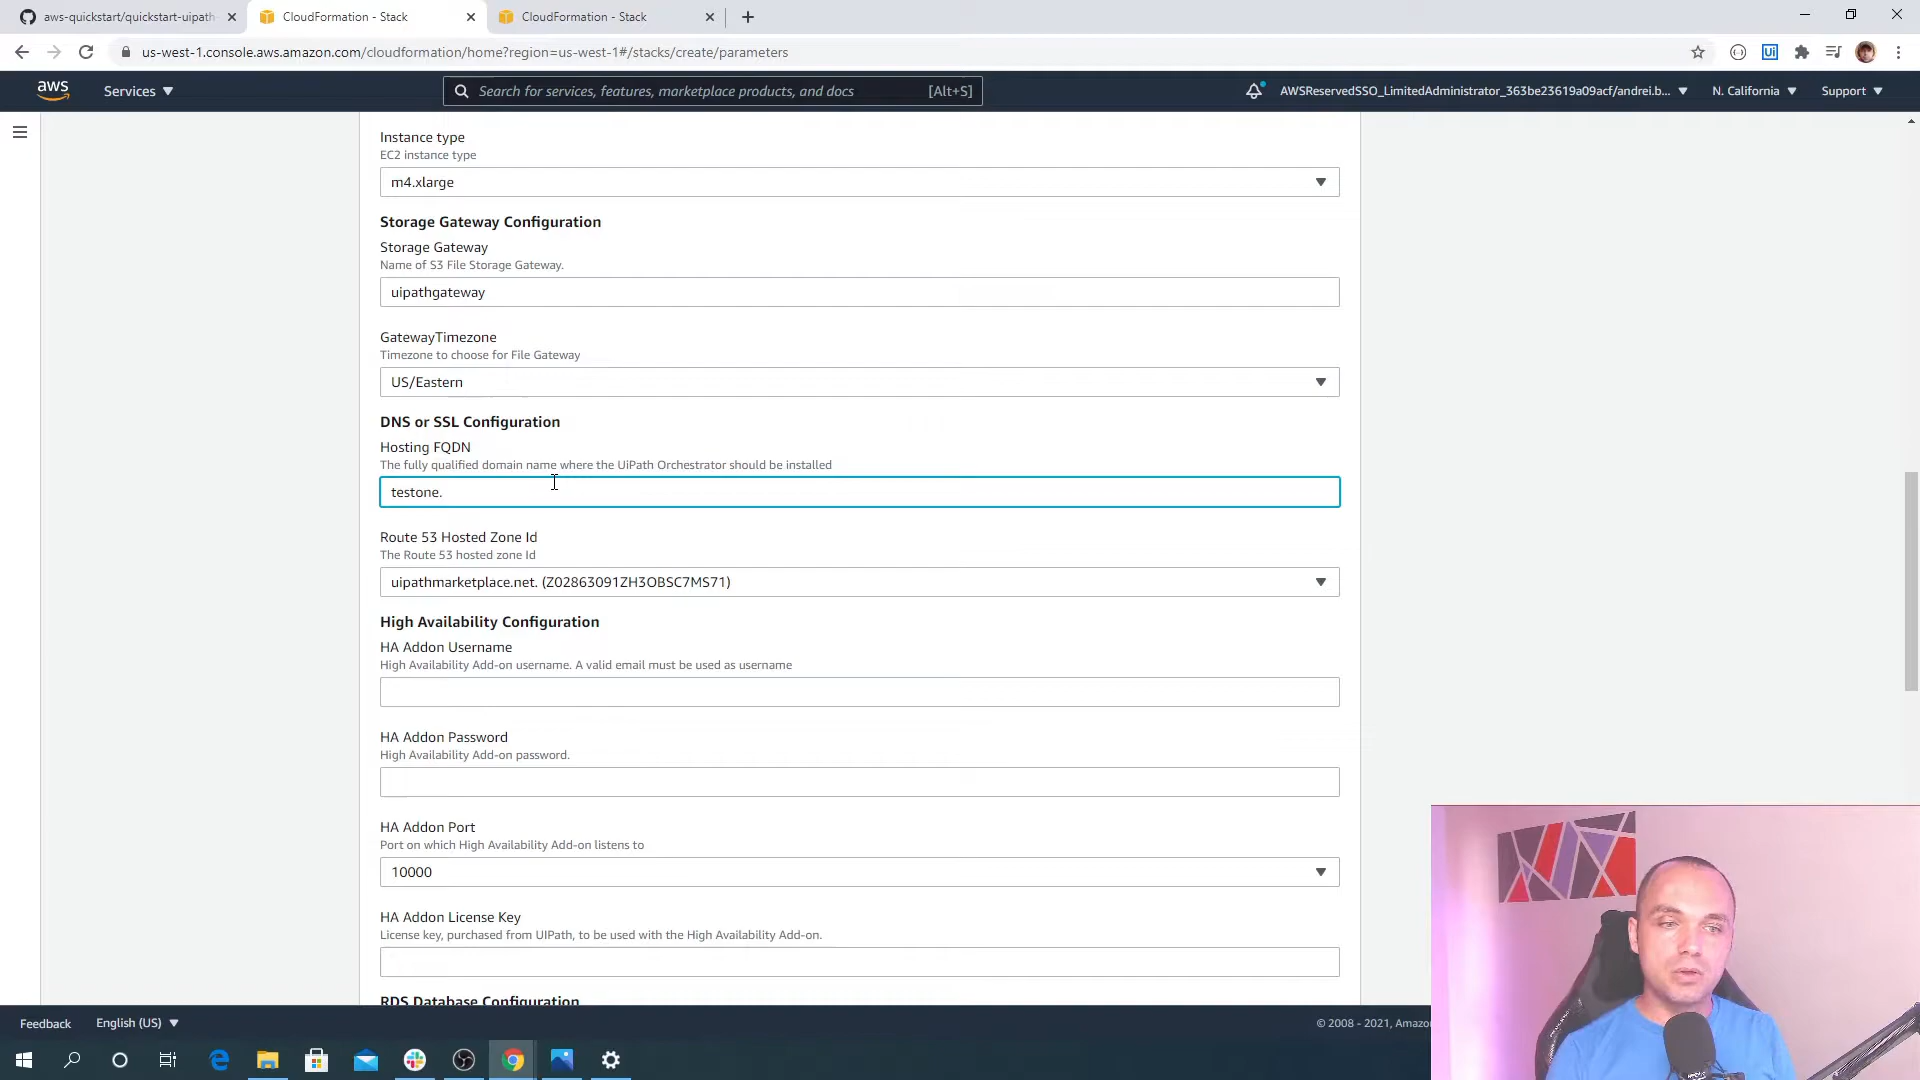 aws-quickstart/quickstart-uipath-
CloudFormation - Stack
CloudFormation - Stack
us-west-1.console.aws.amazon.com/cloudformation/home?region=us-west-1#/stacks/create/parameters
Ui
aws
Services
Search for services, features, marketplace products, and docs
[Alt+S]
AWSReservedSSO_LimitedAdministrator_363be23619a09acf/andrei.b...
N. California
Support
Instance type
EC2 instance type
m4.xlarge
Storage Gateway Configuration
Storage Gateway
Name of S3 File Storage Gateway.
uipathgateway
GatewayTimezone
Timezone to choose for File Gateway
US/Eastern
DNS or SSL Configuration
Hosting FQDN
The fully qualified domain name where the UiPath Orchestrator should be installed
testone.
Route 53 Hosted Zone Id
The Route 53 hosted zone Id
uipathmarketplace.net. (Z02863091ZH3OBSC7MS71)
High Availability Configuration
HA Addon Username
High Availability Add-on username. A valid email must be used as username
HA Addon Password
High Availability Add-on password.
HA Addon Port
Port on which High Availability Add-on listens to
10000
HA Addon License Key
License key, purchased from UIPath, to be used with the High Availability Add-on.
RDS Database Configuration
Feedback
English (US)
© 2008 - 2021, Amazo